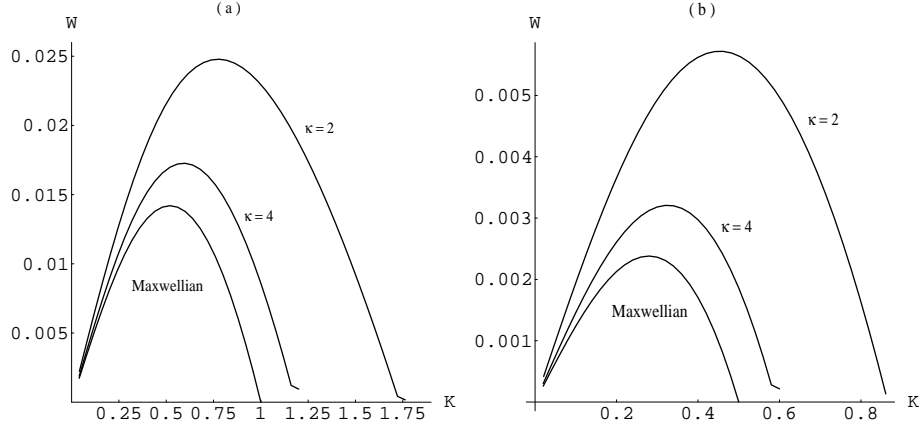 (a)
W
0.025
0.02
0.015
0.01
0.005
κ = 2
κ = 4
Maxwellian
0.25 0.5 0.75 1 1.25 1.5 1.75 K
(b)
W
0.005
0.004
0.003
0.002
0.001
κ = 2
κ = 4
Maxwellian
0.2 0.4 0.6 0.8 K